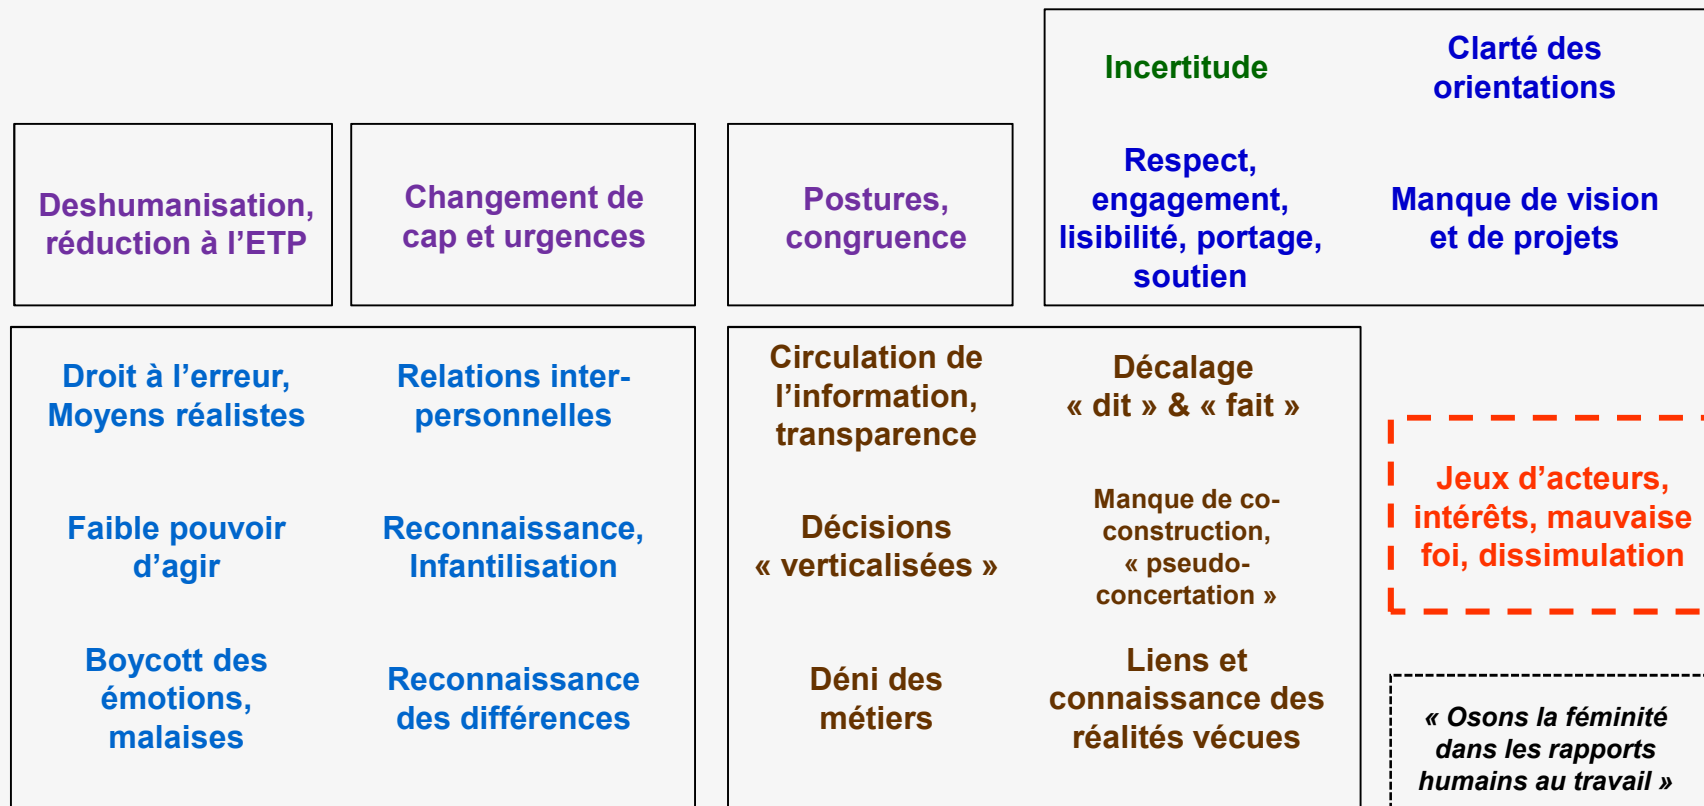 Incertitude
Clarté des
orientations
Deshumanisation,
réduction à l’ETP
Changement de
cap et urgences
Postures,
congruence
Respect,
engagement,
lisibilité, portage,
soutien
Manque de vision
et de projets
Droit à l’erreur,
Moyens réalistes
Relations inter-
personnelles
Faible pouvoir
d’agir
Reconnaissance,
Infantilisation
Boycott des
émotions,
malaises
Reconnaissance
des différences
Circulation de
l’information,
transparence
Décalage
« dit » & « fait »
Décisions
« verticalisées »
Manque de co-
construction,
« pseudo-
concertation »
Déni des
métiers
Liens et
connaissance des
réalités vécues
Jeux d’acteurs,
intérêts, mauvaise
foi, dissimulation
« Osons la féminité
dans les rapports
humains au travail »